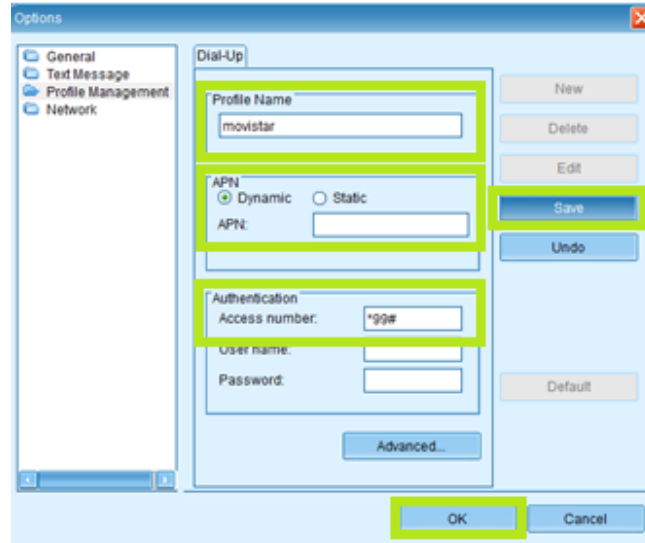 Options
General
Text Message
Profile Management
Network
Dial-Up
Profile Name
movistar
APN
Dynamic Static
APN:
Authentication
Access number: *99#
User name:
Password:
Advanced...
New
Delete
Edit
Save
Undo
Default
OK Cancel